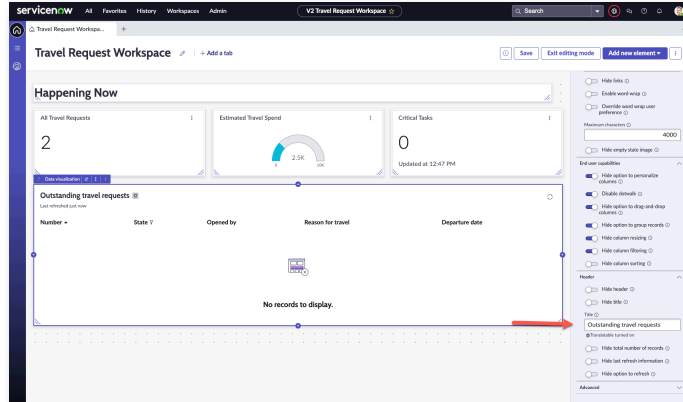 servicenow All Favorites History Workspaces Admin V2 Travel Request Workspace ☆ Search
Travel Request Workspa...
Travel Request Workspace + Add a tab Save Exit editing mode Add new element
Happening Now
All Travel Requests
2
Estimated Travel Spend
2.5K
0 10K
Critical Tasks
0
Updated at 12:47 PM
Data visualization
Outstanding travel requests 0
Last refreshed just now
Number State Opened by Reason for travel Departure date
No records to display.
Hide links
Enable word wrap
Override word wrap user
preference
Maximum characters
4000
Hide empty state image
End user capabilities
Hide option to personalize
columns
Disable dotwalk
Hide option to drag-and-drop
columns
Hide option to group records
Hide column resizing
Hide column filtering
Hide column sorting
Header
Hide header
Hide title
Title
Outstanding travel requests
Translatable turned on
Hide total number of records
Hide last refresh information
Hide option to refresh
Advanced